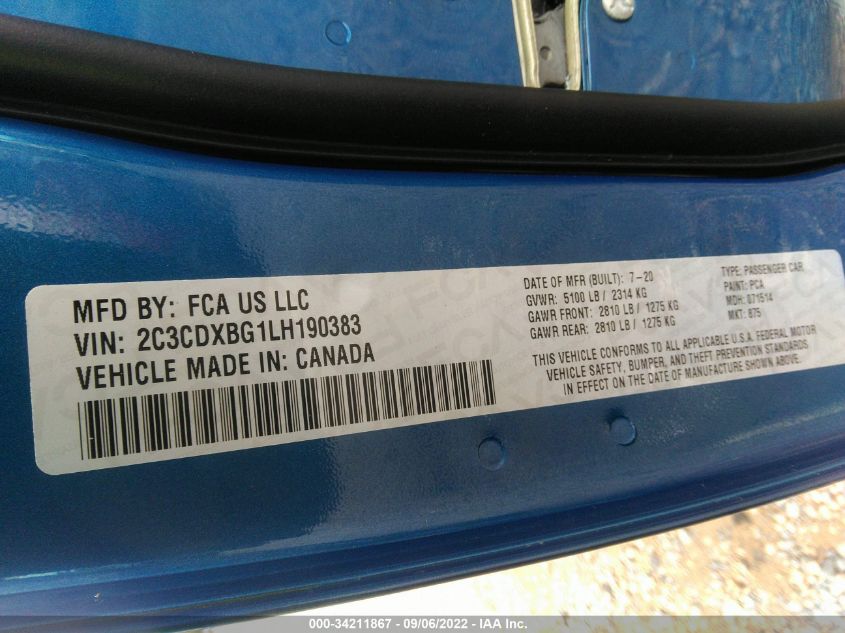 MFD BY: FCA US LLC
VIN: 2C3CDXBG1LH190383
VEHICLE MADE IN: CANADA
DATE OF MFR (BUILT): 7-20
GVWR: 5100 LB / 2314 KG
GAWR FRONT: 2810 LB / 1275 KG
GAWR REAR: 2810 LB / 1275 KG
TYPE: PASSENGER CAR
PAINT: PCA
MDH: 071514
MKT: 875
THIS VEHICLE CONFORMS TO ALL APPLICABLE U.S.A. FEDERAL MOTOR
VEHICLE SAFETY, BUMPER, AND THEFT PREVENTION STANDARDS
IN EFFECT ON THE DATE OF MANUFACTURE SHOWN ABOVE.
000-34211867 - 09/06/2022 - IAA Inc.